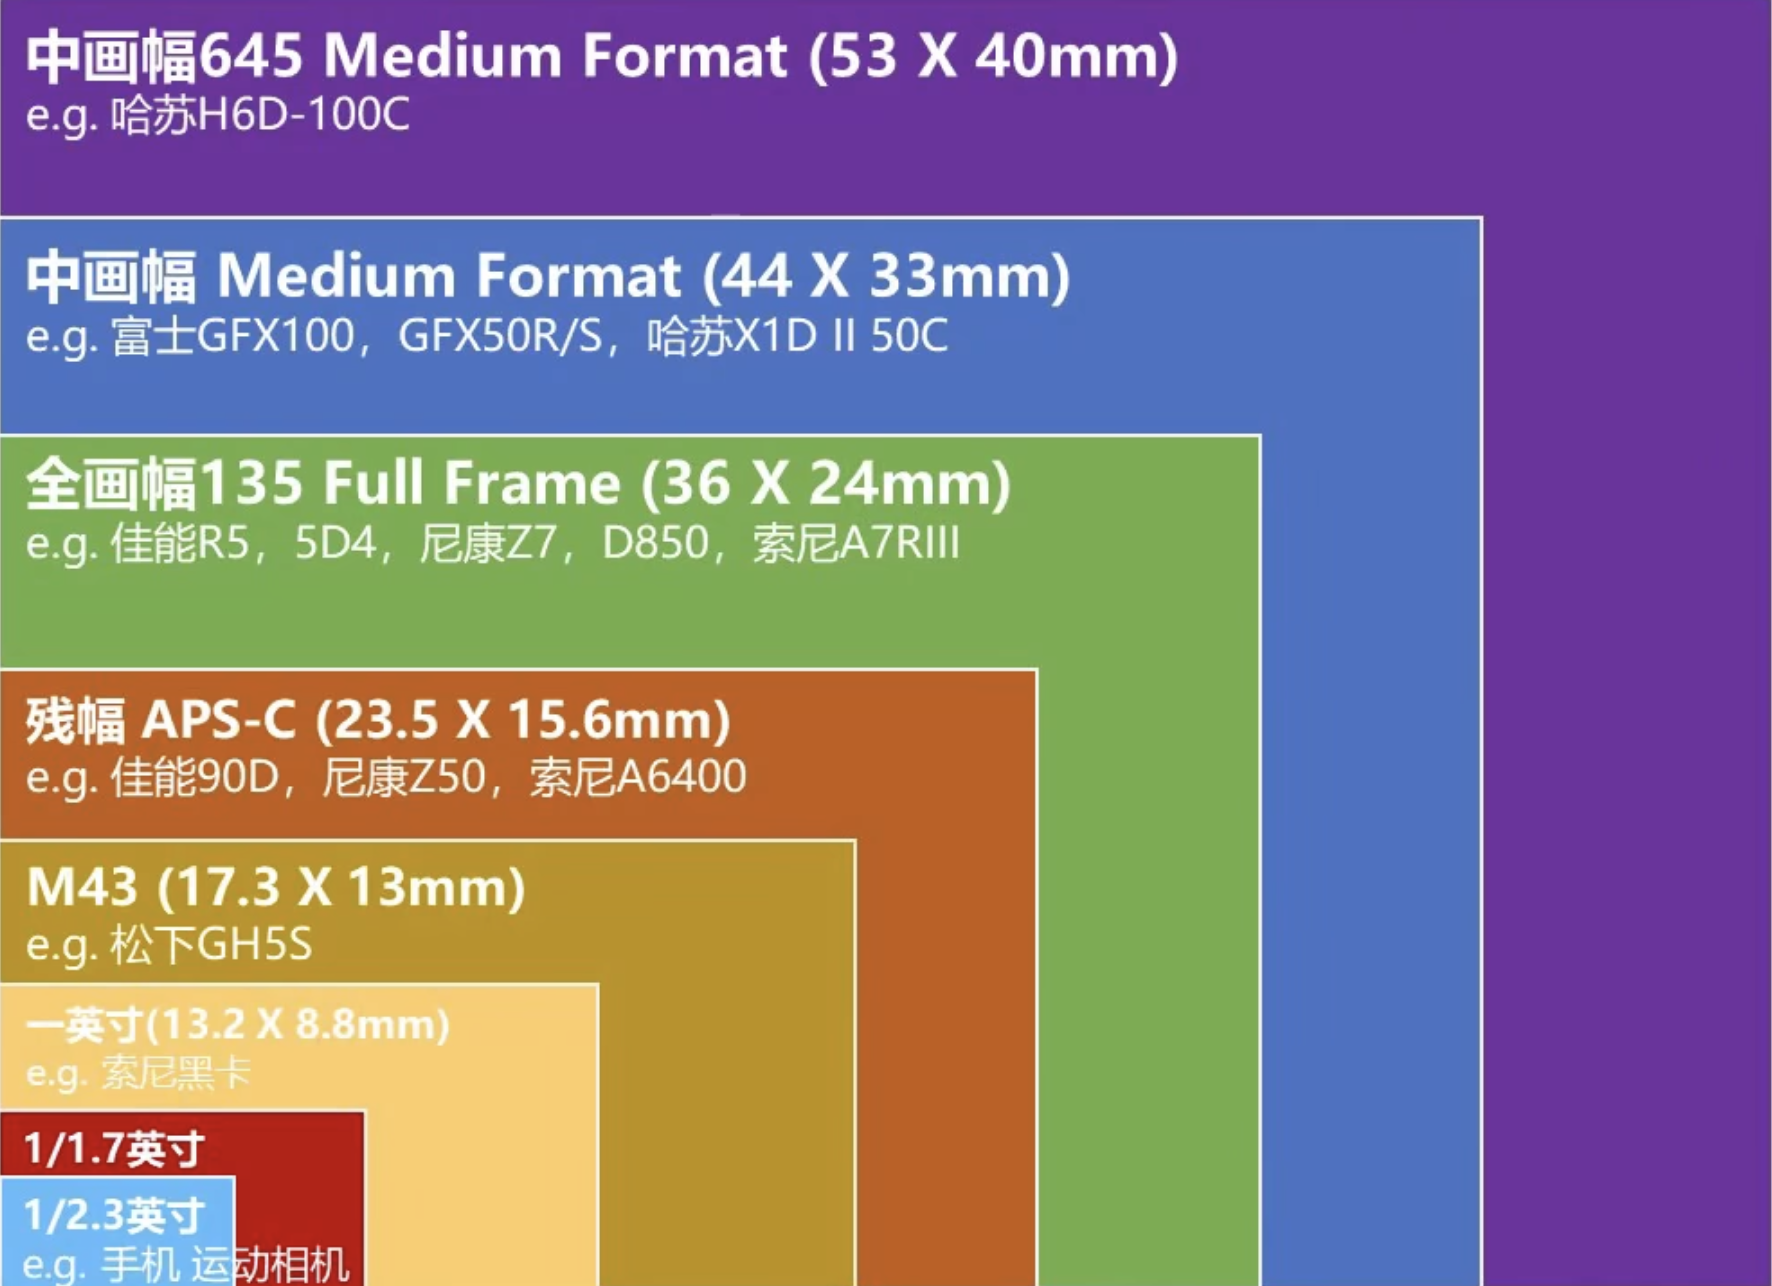 中画幅645 Medium Format (53 X 40mm)
e.g. 哈苏H6D-100C
中画幅 Medium Format (44 X 33mm)
e.g. 富士GFX100，GFX50R/S，哈苏X1D II 50C
全画幅135 Full Frame (36 X 24mm)
e.g. 佳能R5，5D4，尼康Z7，D850，索尼A7RIII
残幅 APS-C (23.5 X 15.6mm)
e.g. 佳能90D，尼康Z50，索尼A6400
M43 (17.3 X 13mm)
e.g. 松下GH5S
一英寸(13.2 X 8.8mm)
e.g. 索尼黑卡
1/1.7英寸
1/2.3英寸
e.g. 手机 运动相机